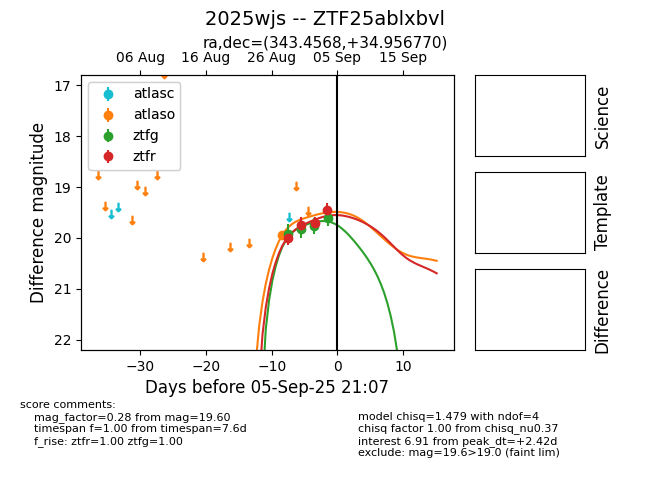 2025wjs -- ZTF25ablxbvl
ra,dec=(343.4568,+34.956770)
06 Aug 16 Aug 26 Aug 05 Sep 15 Sep
17
18
19
20
21
22
Difference magnitude
atlasc
atlaso
ztfg
ztfr
−30 −20 −10 0 10
Days before 05-Sep-25 21:07
Science
Template
Difference
score comments:
mag_factor=0.28 from mag=19.60
timespan f=1.00 from timespan=7.6d
f_rise: ztfr=1.00 ztfg=1.00
model chisq=1.479 with ndof=4
chisq factor 1.00 from chisq_nu0.37
interest 6.91 from peak_dt=+2.42d
exclude: mag=19.6>19.0 (faint lim)